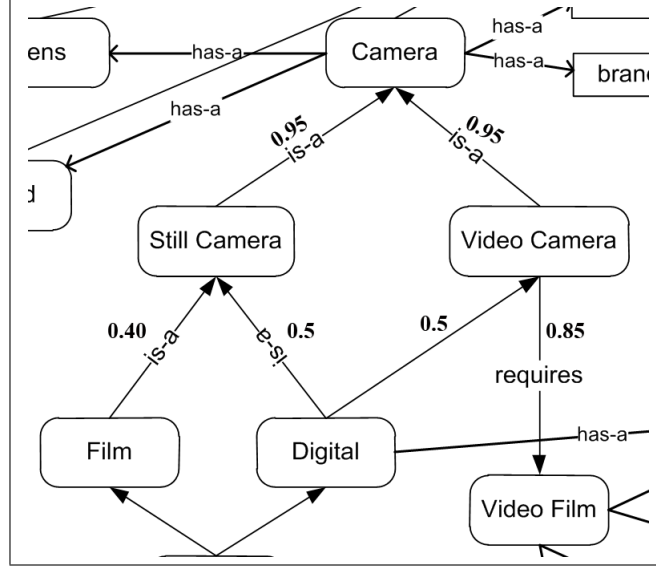 has-a
ens
has-a
Camera
has-a
bran
has-a
0.95
is-a
0.95
is-a
d
Still Camera
Video Camera
0.40
is-a
is-a
0.5
0.5
0.85
requires
Film
Digital
has-a
Video Film